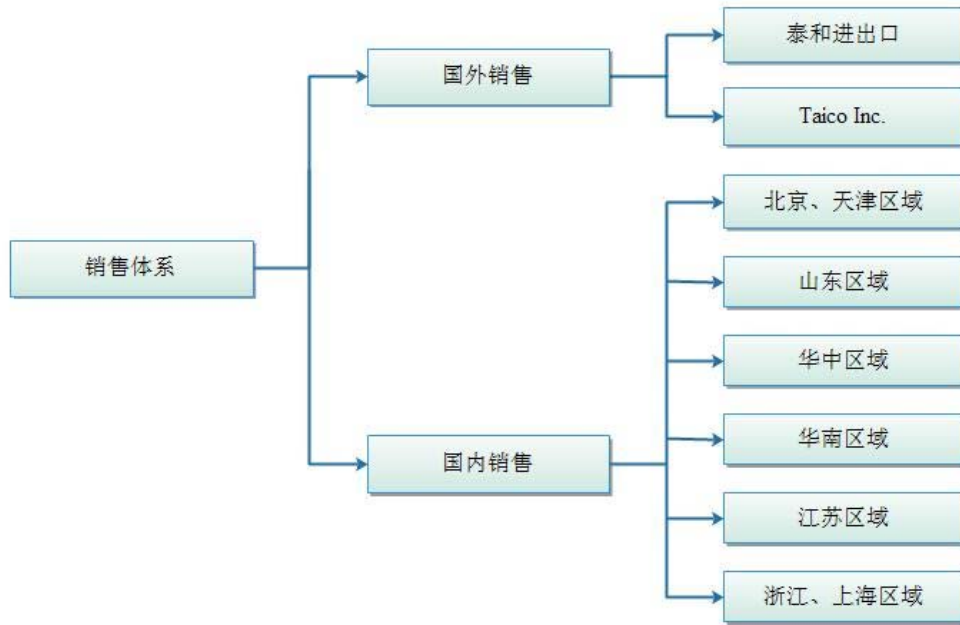 泰和进出口
国外销售
Taico Inc.
北京、天津区域
销售体系
山东区域
华中区域
华南区域
国内销售
江苏区域
浙江、上海区域